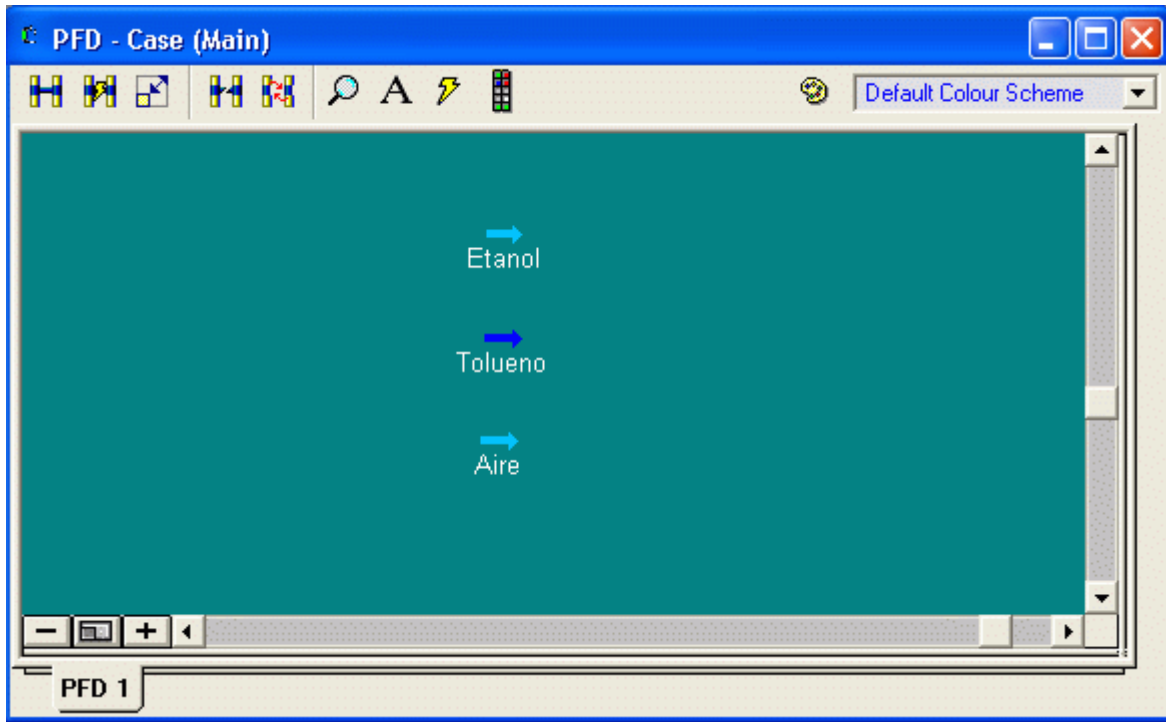 PFD - Case (Main)
A
Default Colour Scheme
Etanol
Tolueno
Aire
PFD 1